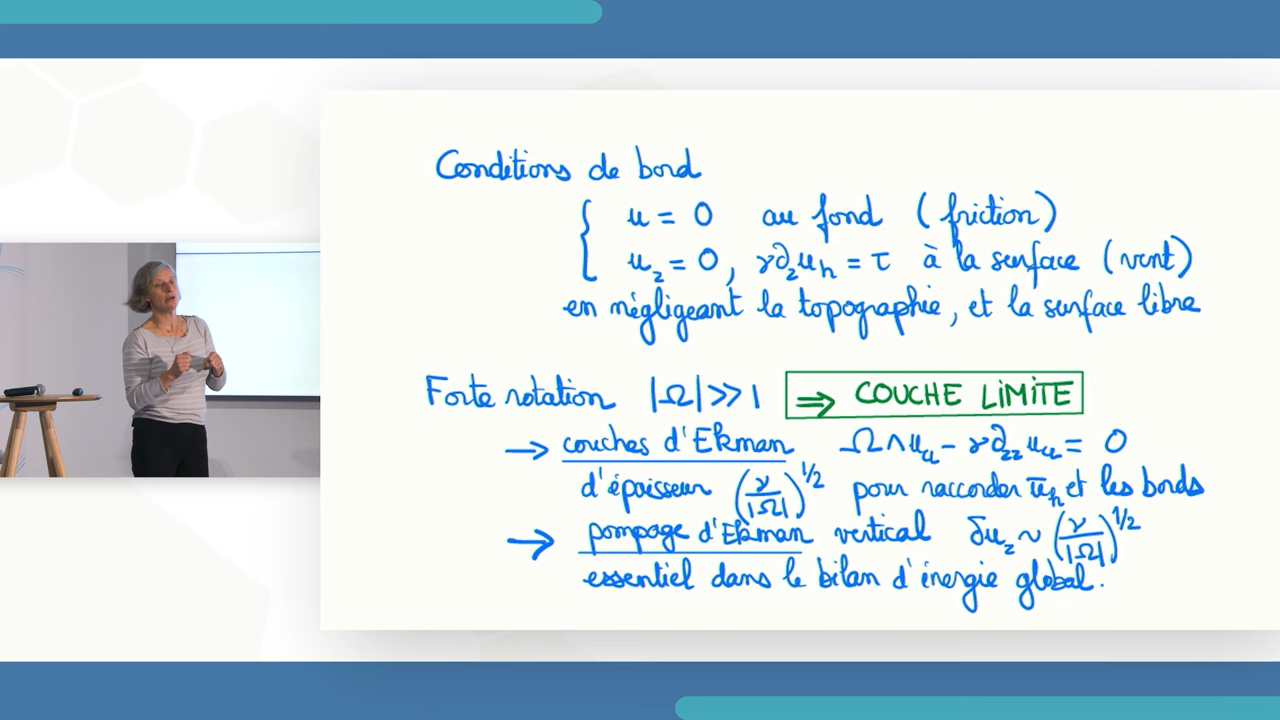 Conditions de bord
{ u = 0 au fond (friction)
u_z = 0, ν∂_z u_h = τ à la surface (vent)
en négligeant la topographie, et la surface libre
Forte rotation |Ω| ≫ 1 ⇒ COUCHE LIMITE
→ couches d'Ekman Ω ∧ u_cl - ν∂_zz u_cl = 0
d'épaisseur (ν/|Ω|)^1/2 pour raccorder ū_h et les bords
→ pompage d'Ekman vertical δu_z ~ (ν/|Ω|)^1/2
essentiel dans le bilan d'énergie global.